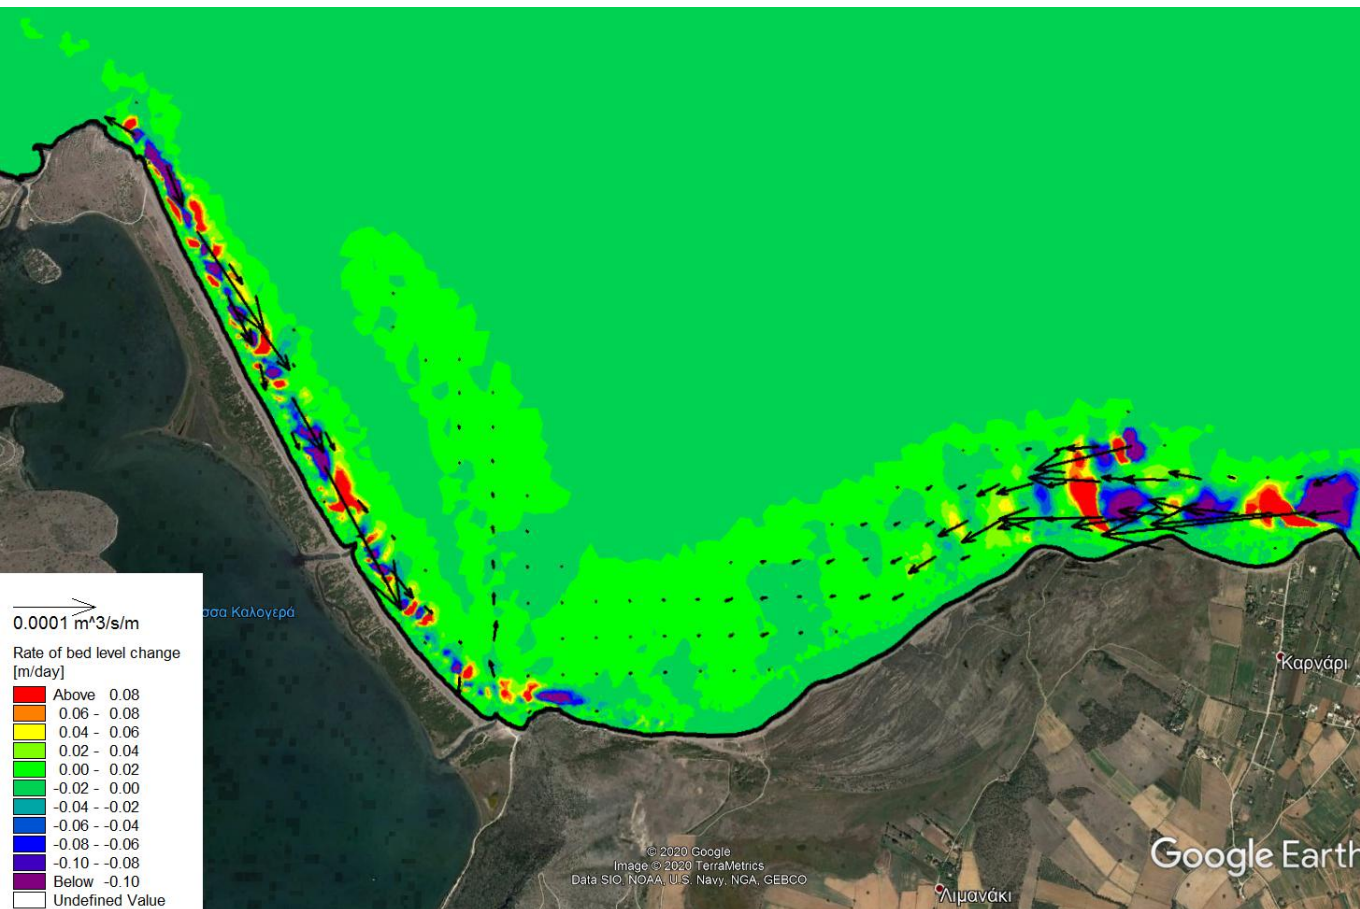 0.0001 m^3/s/m
Rate of bed level change
[m/day]
Above 0.08
0.06 - 0.08
0.04 - 0.06
0.02 - 0.04
0.00 - 0.02
-0.02 - 0.00
-0.04 - -0.02
-0.06 - -0.04
-0.08 - -0.06
-0.10 - -0.08
Below -0.10
Undefined Value
σσα Καλογερά
Καρνάρι
© 2020 Google
Image © 2020 TerraMetrics
Data SIO, NOAA, U.S. Navy, NGA, GEBCO
Google Earth
Λιμανάκι